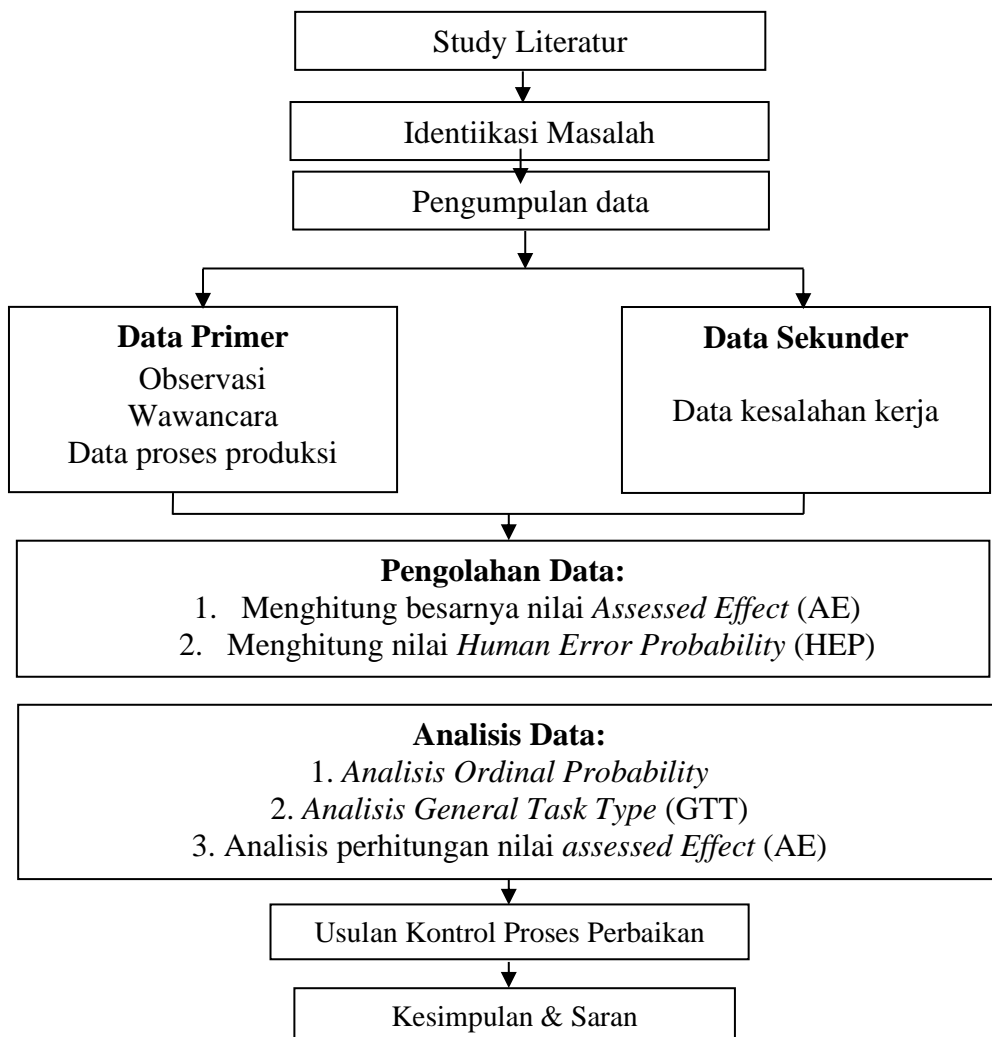 Study Literatur
Identiikasi Masalah
Pengumpulan data
Data Primer
Observasi
Wawancara
Data proses produksi
Data Sekunder
Data kesalahan kerja
Pengolahan Data:
1. Menghitung besarnya nilai Assessed Effect (AE)
2. Menghitung nilai Human Error Probability (HEP)
Analisis Data:
1. Analisis Ordinal Probability
2. Analisis General Task Type (GTT)
3. Analisis perhitungan nilai assessed Effect (AE)
Usulan Kontrol Proses Perbaikan
Kesimpulan & Saran